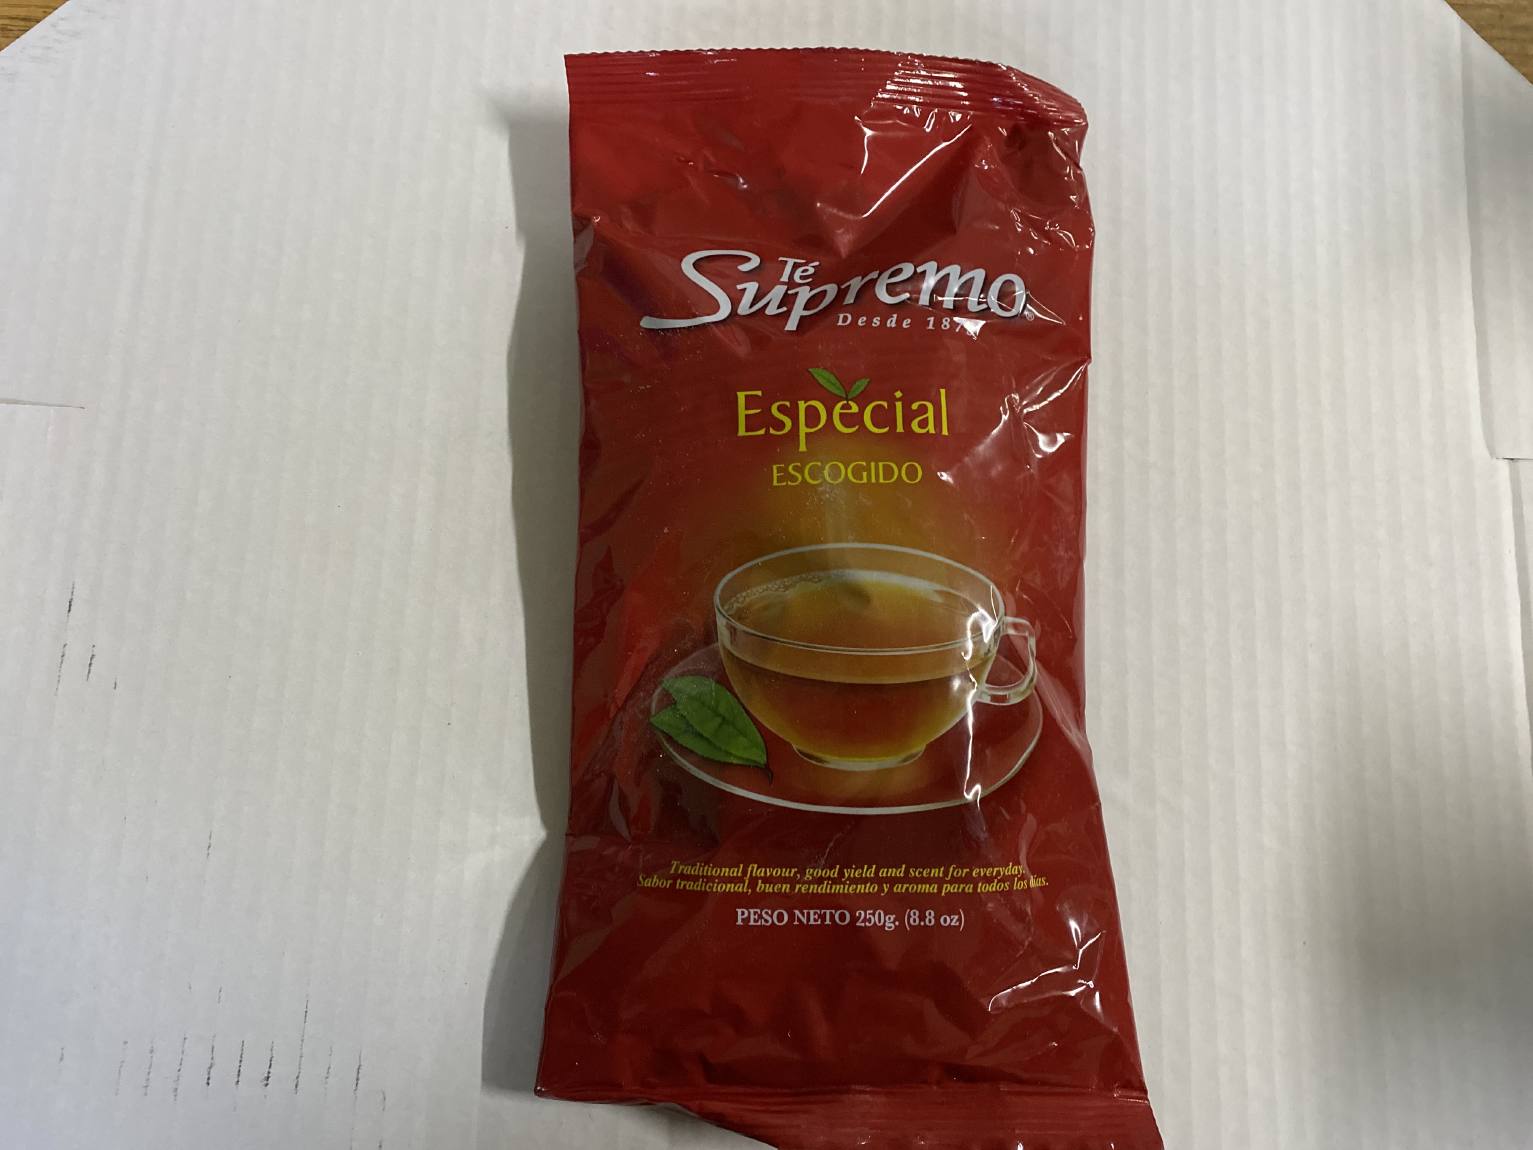 Té
Supremo®
Desde
Especial
ESCOGIDO
Traditional flavour, good yield and scent for everyday.
Sabor tradicional, buen rendimiento y aroma para todos los días.
PESO NETO 250g. (8.8 oz)